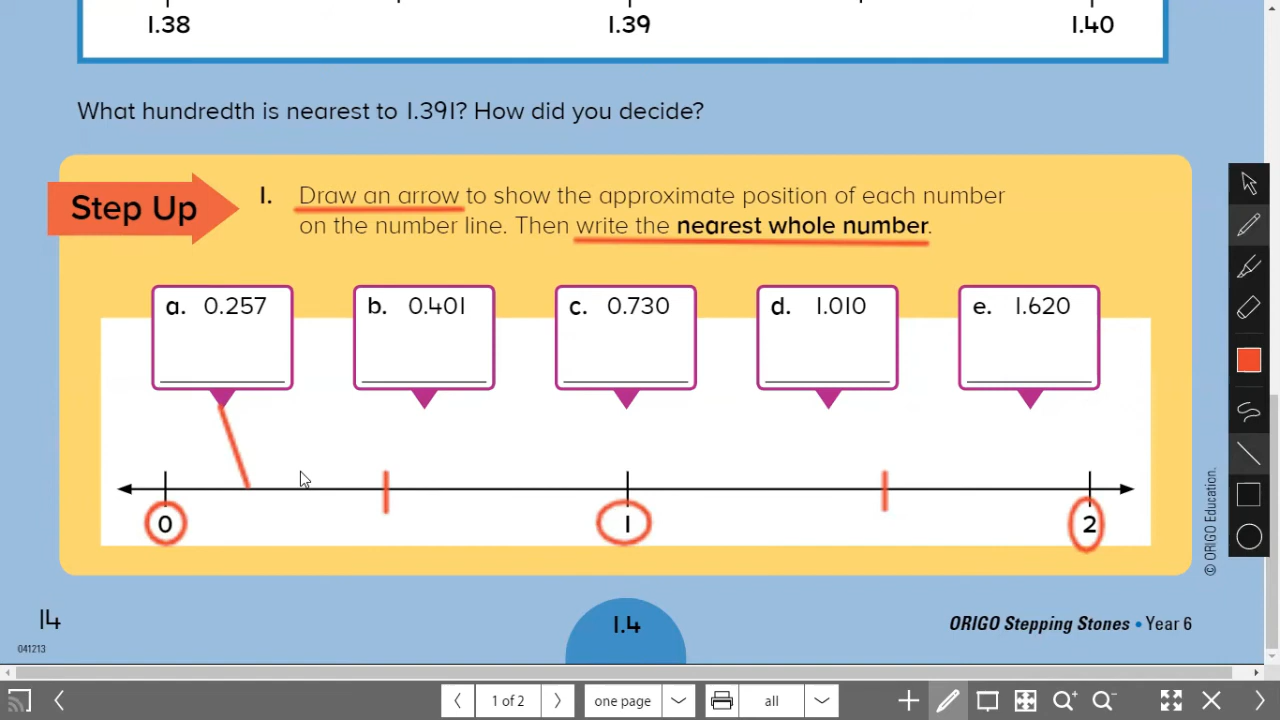 1.38 1.39 1.40
What hundredth is nearest to 1.391? How did you decide?
Step Up
1. Draw an arrow to show the approximate position of each number
on the number line. Then write the nearest whole number.
a. 0.257 b. 0.401 c. 0.730 d. 1.010 e. 1.620
0 1 2
© ORIGO Education.
14
1.4
ORIGO Stepping Stones • Year 6
041213
1 of 2 one page all